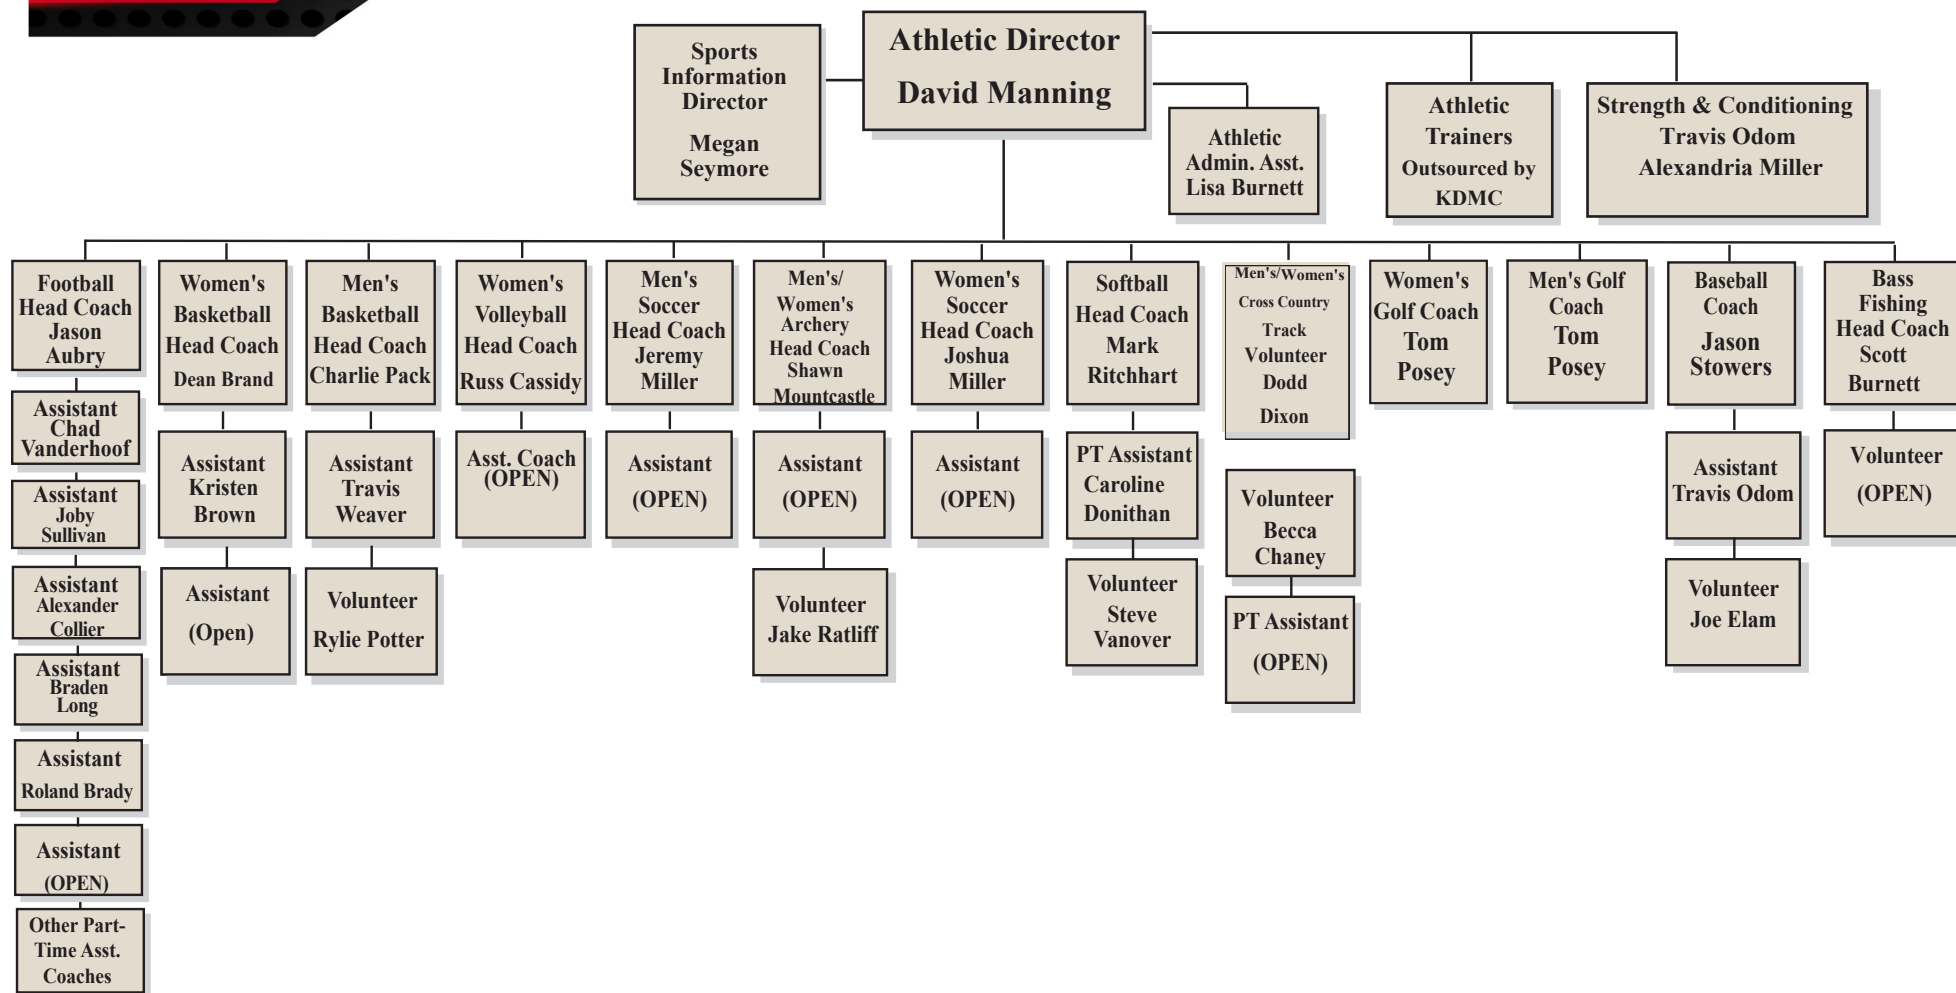 Sports
Information
Director
Megan
Seymore
Athletic Director
David Manning
Athletic
Admin. Asst.
Lisa Burnett
Athletic
Trainers
Outsourced by
KDMC
Strength & Conditioning
Travis Odom
Alexandria Miller
Football
Head Coach
Jason
Aubry
Assistant
Chad
Vanderhoof
Assistant
Joby
Sullivan
Assistant
Alexander
Collier
Assistant
Braden
Long
Assistant
Roland Brady
Assistant
(OPEN)
Other Part-
Time Asst.
Coaches
Women's
Basketball
Head Coach
Dean Brand
Assistant
Kristen
Brown
Assistant
(Open)
Men's
Basketball
Head Coach
Charlie Pack
Assistant
Travis
Weaver
Volunteer
Rylie Potter
Women's
Volleyball
Head Coach
Russ Cassidy
Asst. Coach
(OPEN)
Men's
Soccer
Head Coach
Jeremy
Miller
Assistant
(OPEN)
Men's/
Women's
Archery
Head Coach
Shawn
Mountcastle
Assistant
(OPEN)
Volunteer
Jake Ratliff
Women's
Soccer
Head Coach
Joshua
Miller
Assistant
(OPEN)
Softball
Head Coach
Mark
Ritchhart
PT Assistant
Caroline
Donithan
Volunteer
Steve
Vanover
Men's/Women's
Cross Country
Track
Volunteer
Dodd
Dixon
Volunteer
Becca
Chaney
PT Assistant
(OPEN)
Women's
Golf Coach
Tom
Posey
Men's Golf
Coach
Tom
Posey
Baseball
Coach
Jason
Stowers
Assistant
Travis Odom
Volunteer
Joe Elam
Bass
Fishing
Head Coach
Scott
Burnett
Volunteer
(OPEN)